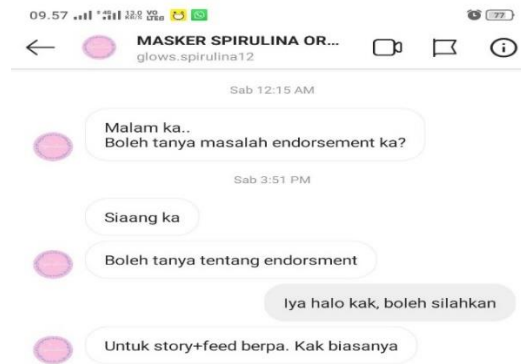 09.57
77
MASKER SPIRULINA OR...
glows.spirulina12
Sab 12:15 AM
Malam ka..
Boleh tanya masalah endorsement ka?
Sab 3:51 PM
Siaang ka
Boleh tanya tentang endorsment
Iya halo kak, boleh silahkan
Untuk story+feed berpa. Kak biasanya